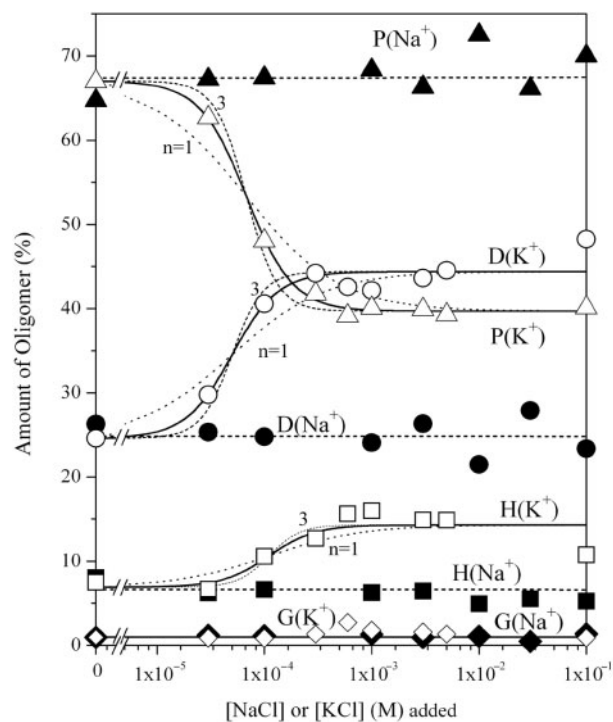 70
60
50
40
30
20
10
0
Amount of Oligomer (%)
P(Na⁺)
3
n=1
D(K⁺)
3
P(K⁺)
n=1
D(Na⁺)
H(K⁺)
3
n=1
H(Na⁺)
G(K⁺)
G(Na⁺)
0 1x10⁻⁵ 1x10⁻⁴ 1x10⁻³ 1x10⁻² 1x10⁻¹
[NaCl] or [KCl] (M) added